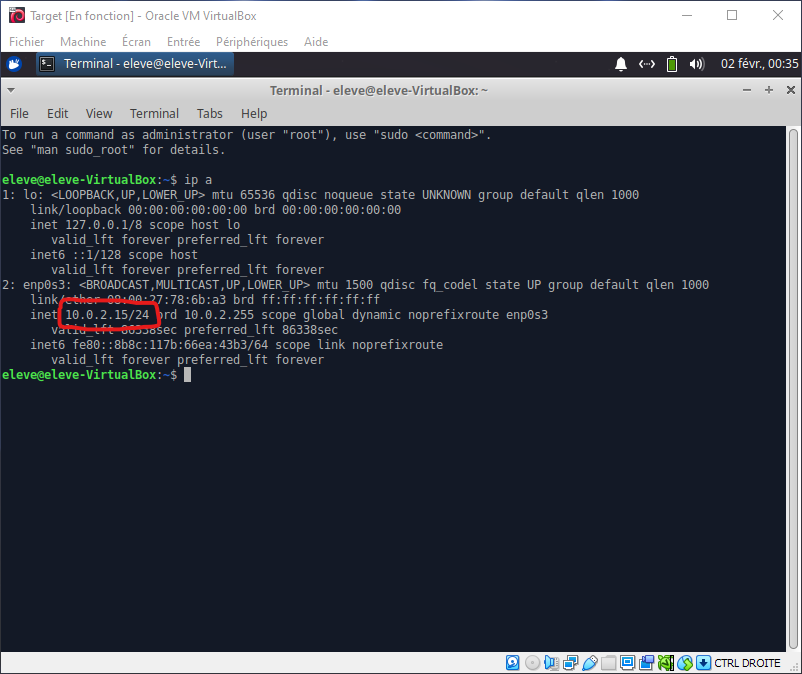 Target [En fonction] - Oracle VM VirtualBox
Fichier Machine Écran Entrée Périphériques Aide
Terminal - eleve@eleve-Virt... 02 févr., 00:35
Terminal - eleve@eleve-VirtualBox: ~
File Edit View Terminal Tabs Help
To run a command as administrator (user "root"), use "sudo <command>".
See "man sudo_root" for details.
eleve@eleve-VirtualBox:~$ ip a
1: lo: <LOOPBACK,UP,LOWER_UP> mtu 65536 qdisc noqueue state UNKNOWN group default qlen 1000
link/loopback 00:00:00:00:00:00 brd 00:00:00:00:00:00
inet 127.0.0.1/8 scope host lo
valid_lft forever preferred_lft forever
inet6 ::1/128 scope host
valid_lft forever preferred_lft forever
2: enp0s3: <BROADCAST,MULTICAST,UP,LOWER_UP> mtu 1500 qdisc fq_codel state UP group default qlen 1000
link/ether 08:00:27:78:6b:a3 brd ff:ff:ff:ff:ff:ff
inet 10.0.2.15/24 brd 10.0.2.255 scope global dynamic noprefixroute enp0s3
valid_lft 86338sec preferred_lft 86338sec
inet6 fe80::8b8c:117b:66ea:43b3/64 scope link noprefixroute
valid_lft forever preferred_lft forever
eleve@eleve-VirtualBox:~$
CTRL DROITE